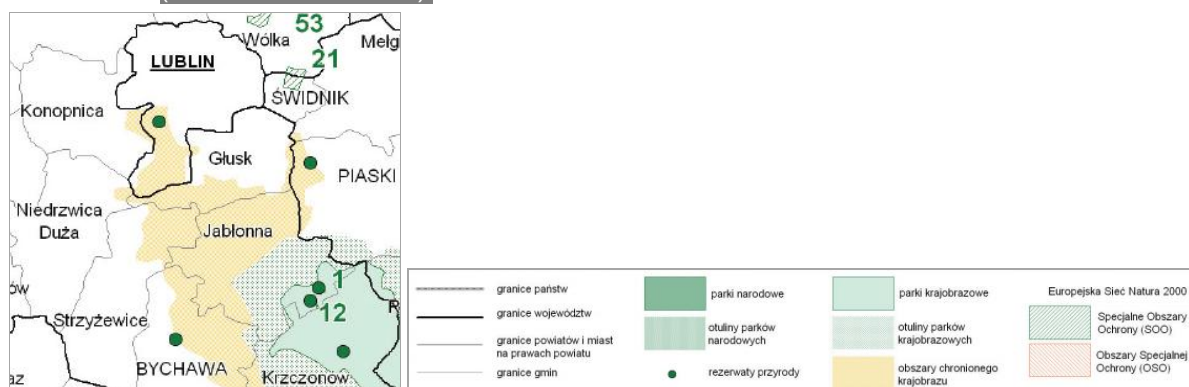 53
Wólka
Mełg
LUBLIN
21
ŚWIDNIK
Konopnica
Głusk
PIASKI
Niedrzwica
Duża
Jabłonna
1
12
R
ów
Strzyżewice
BYCHAWA
Krzczonów
az
granice państw
granice województw
granice powiatów i miast
na prawach powiatu
granice gmin
parki narodowe
otuliny parków
narodowych
rezerwaty przyrody
parki krajobrazowe
otuliny parków
krajobrazowych
obszary chronionego
krajobrazu
Europejska Sieć Natura 2000
Specjalne Obszary
Ochrony (SOO)
Obszary Specjalnej
Ochrony (OSO)